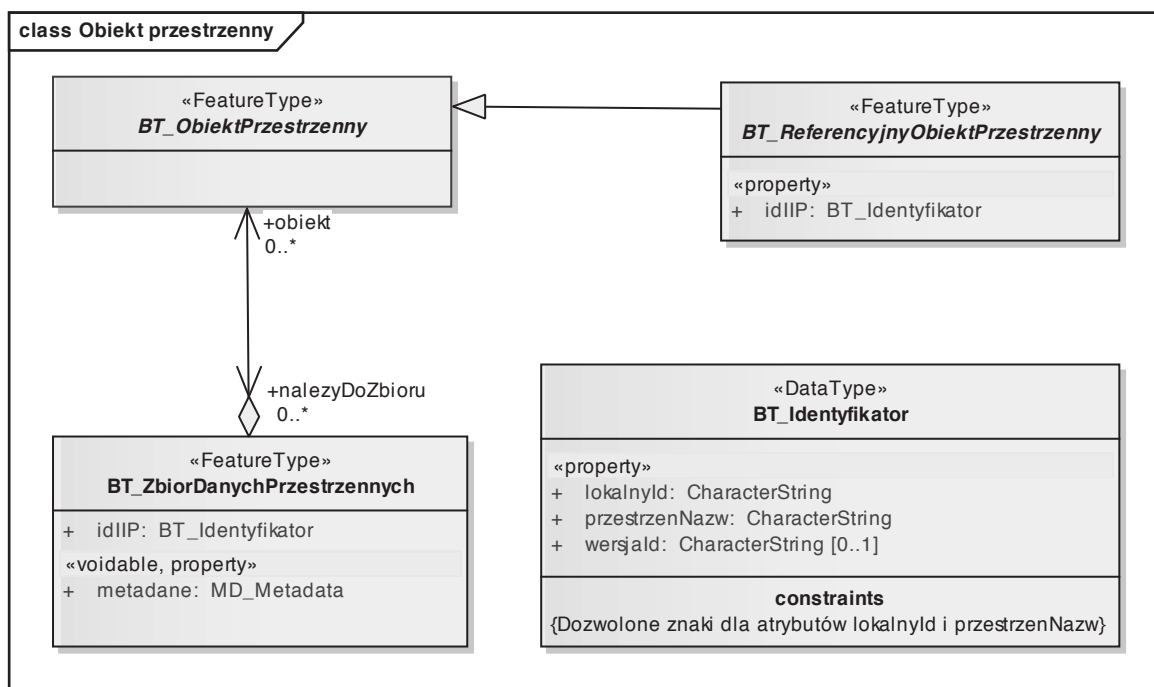 class Obiekt przestrzenny
«FeatureType»
BT_ObiektPrzestrzenny
«FeatureType»
BT_ReferencyjnyObiektPrzestrzenny
«property»
+ idIIP: BT_Identyfikator
+obiekt
0..*
+nalezyDoZbioru
0..*
«FeatureType»
BT_ZbiorDanychPrzestrzennych
+ idIIP: BT_Identyfikator
«voidable, property»
+ metadane: MD_Metadata
«DataType»
BT_Identyfikator
«property»
+ lokalnyId: CharacterString
+ przestrzenNazw: CharacterString
+ wersjaId: CharacterString [0..1]
constraints
{Dozwolone znaki dla atrybutów lokalnyId i przestrzenNazw}